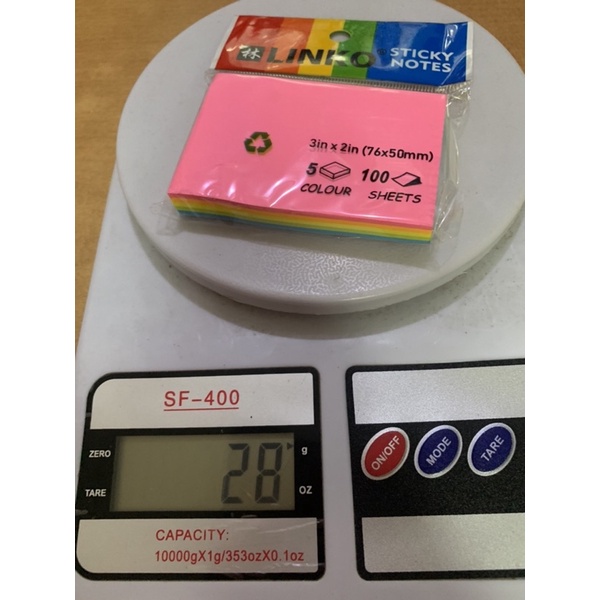 林 LINKO® STICKY NOTES
3in x 2in (76x50mm)
5 100
COLOUR SHEETS
SF-400
ZERO
28 g
TARE
OZ
CAPACITY:
10000gX1g/353ozX0.1oz
ON/OFF
MODE
TARE